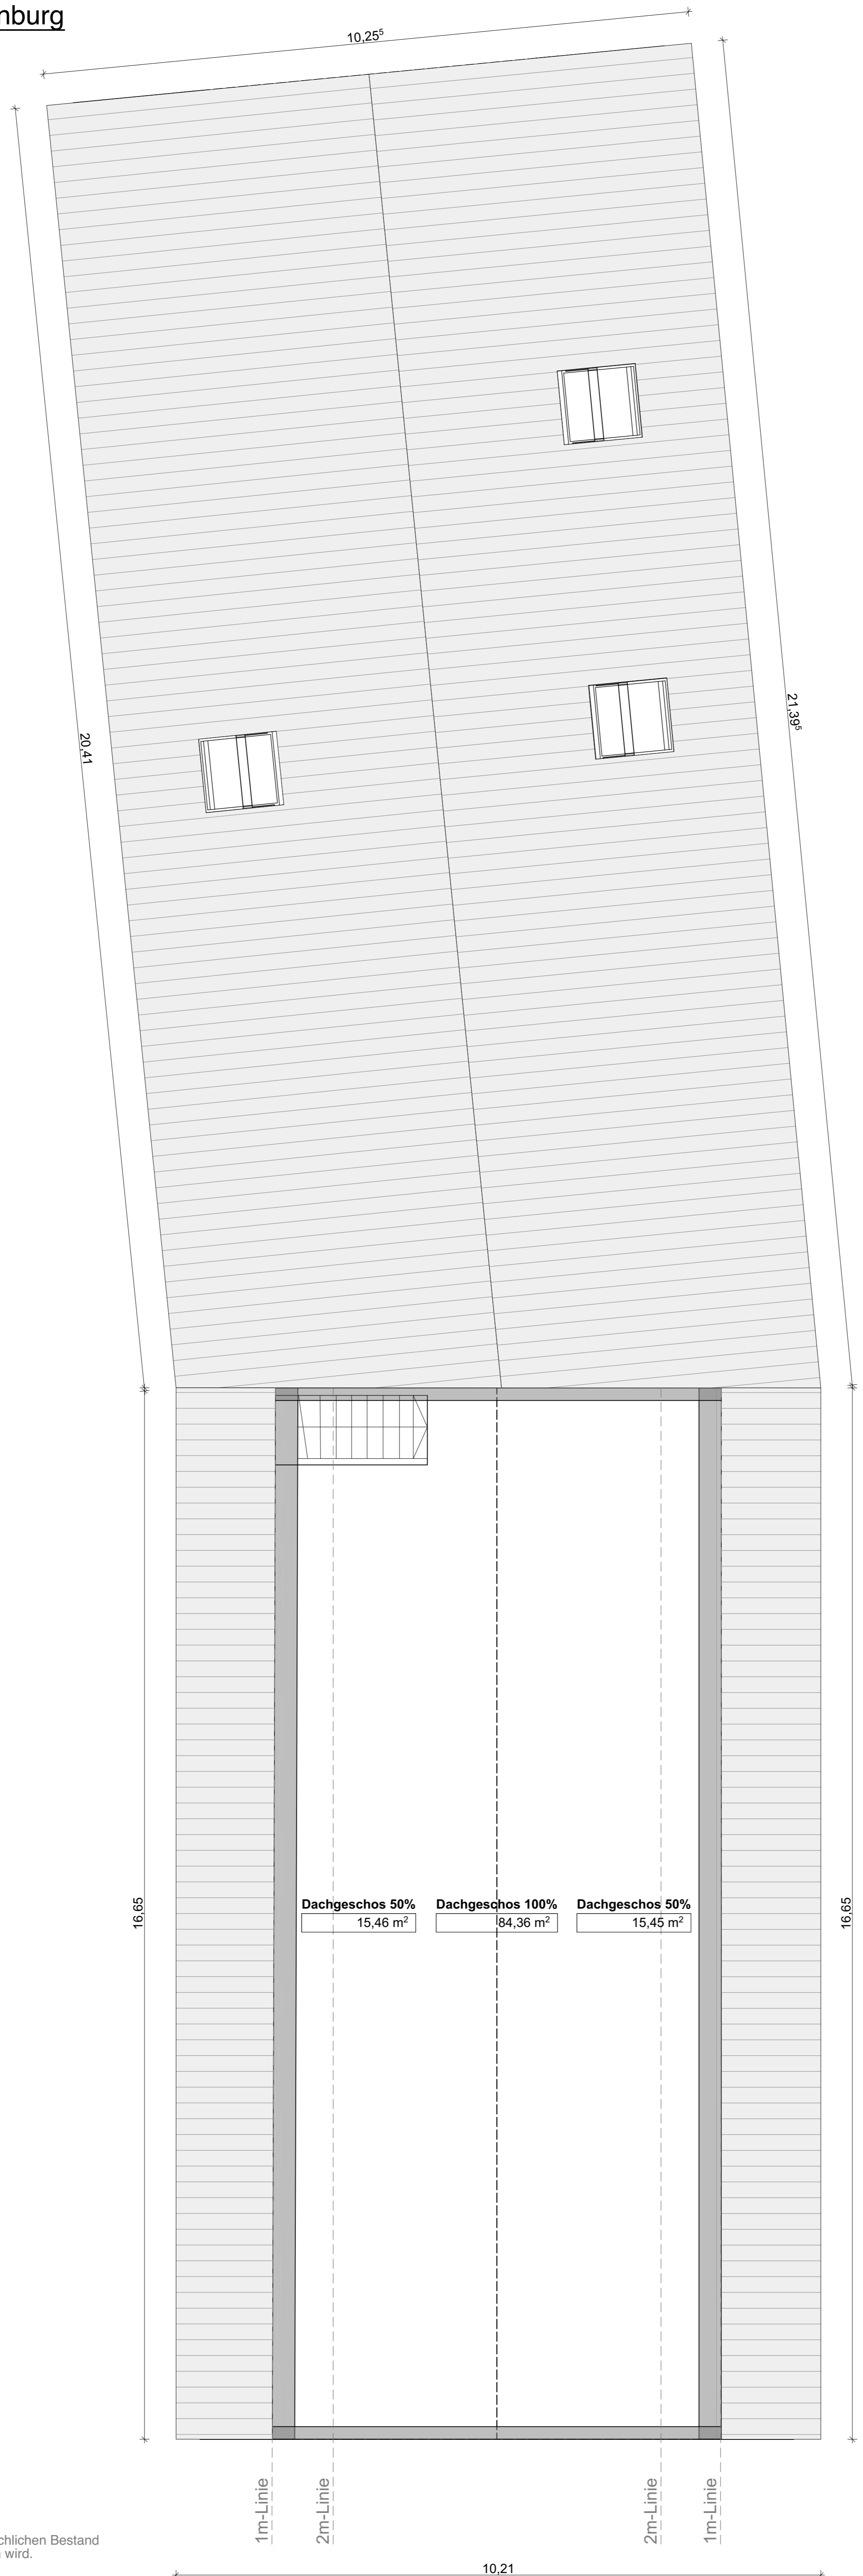 nburg
10,25⁵
20,41
21,39⁵
16,65
16,65
Dachgeschos 50% Dachgeschos 100% Dachgeschos 50%
15,46 m² 84,36 m² 15,45 m²
1m-Linie
2m-Linie
2m-Linie
1m-Linie
chlichen Bestand
wird.
10,21